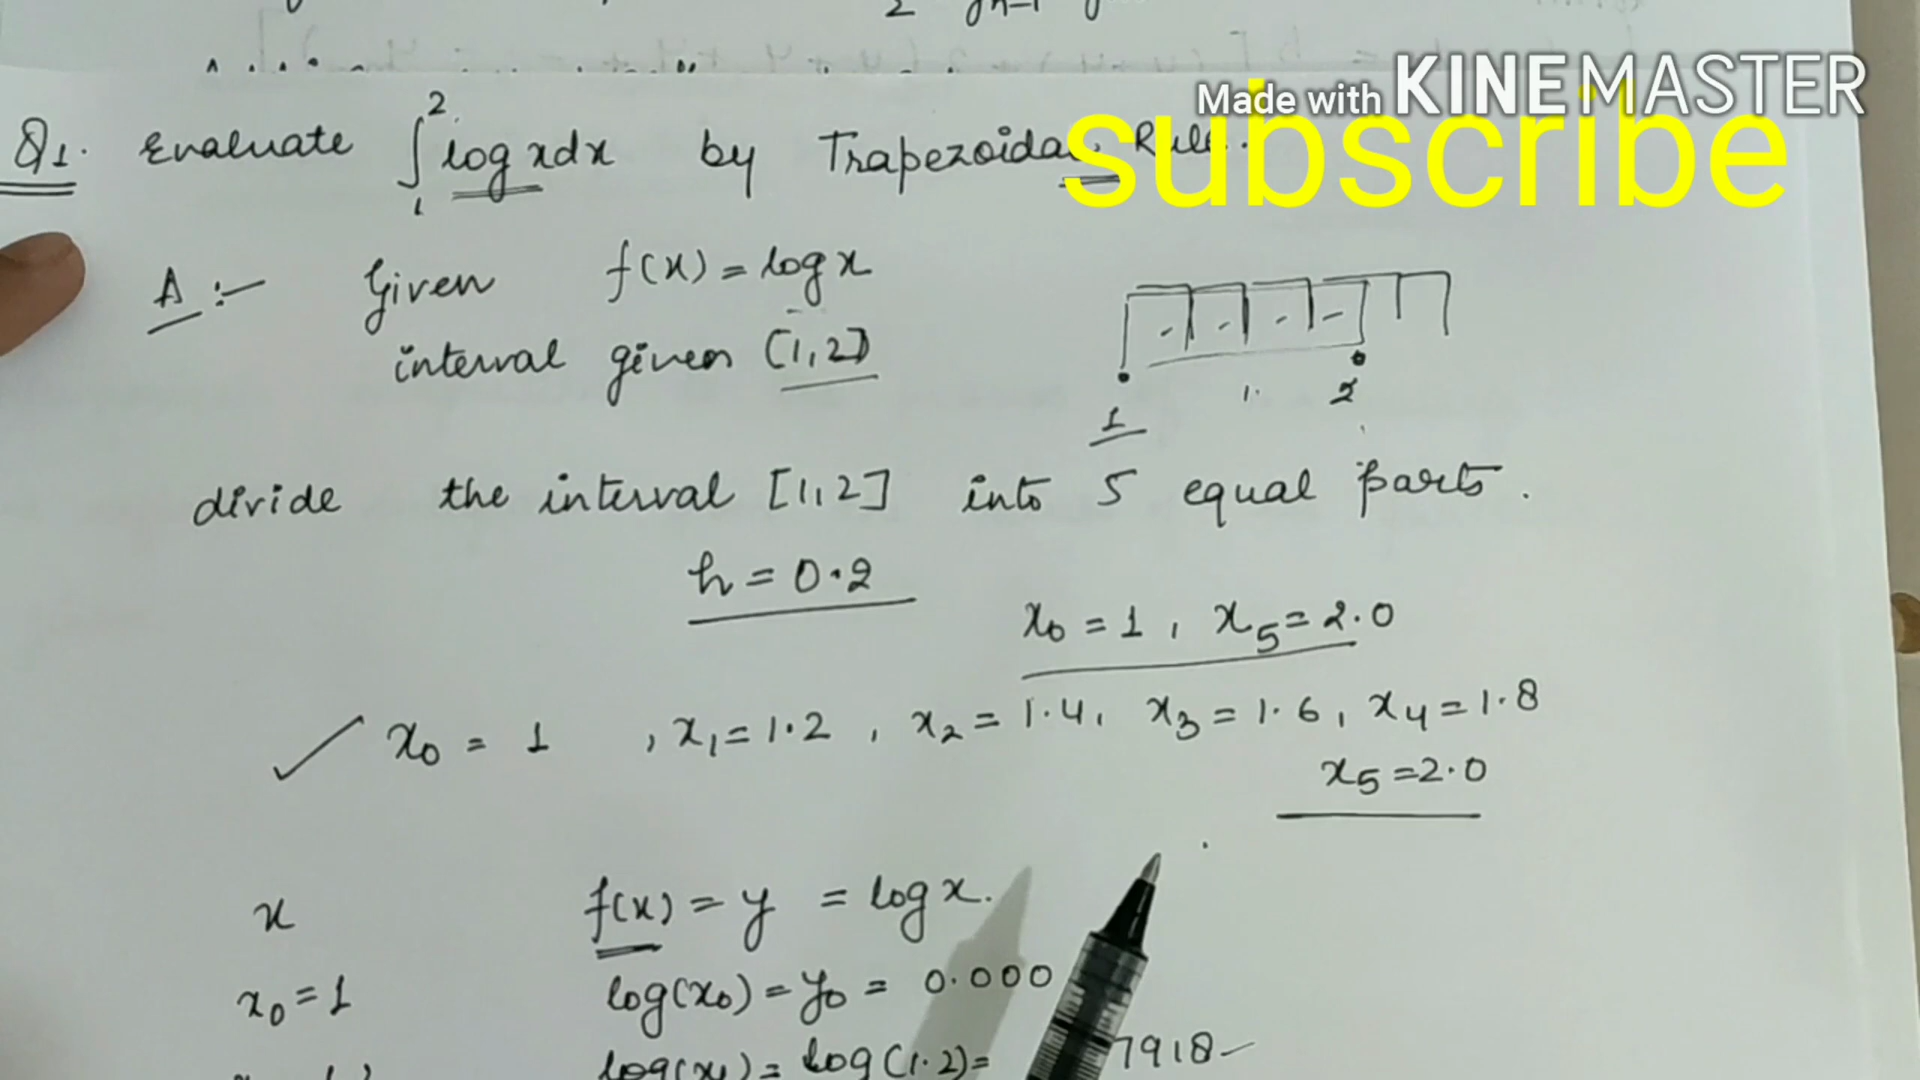 Made with KINEMASTER
subscribe
Q1. Evaluate ∫₁² log x dx by Trapezoidal Rule.
A :- Given f(x) = log x
interval given [1,2]
1 1. 2
divide the interval [1,2] into 5 equal parts.
h = 0.2
x₀ = 1, x₅ = 2.0
✓ x₀ = 1 , x₁ = 1.2 , x₂ = 1.4, x₃ = 1.6, x₄ = 1.8
x₅ = 2.0
x f(x) = y = log x.
x₀ = 1 log(x₀) = y₀ = 0.000
log(x₁) = log(1.2) = 7918